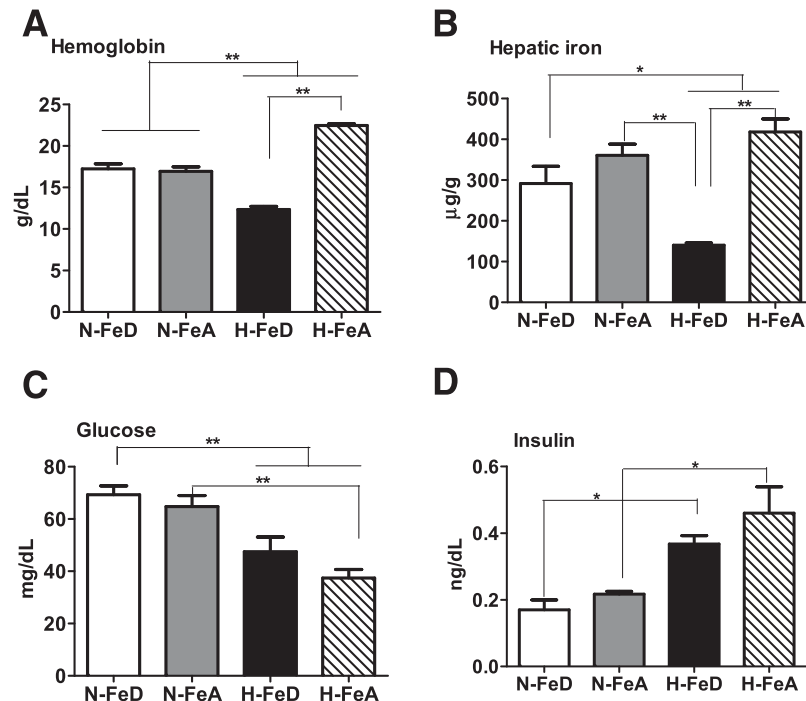 A
Hemoglobin
**
**
25
20
15
10
5
0
g/dL
N-FeD N-FeA H-FeD H-FeA
B
Hepatic iron
*
**
**
500
400
300
200
100
0
µg/g
N-FeD N-FeA H-FeD H-FeA
C
Glucose
**
**
80
60
40
20
0
mg/dL
N-FeD N-FeA H-FeD H-FeA
D
Insulin
*
*
0.6
0.4
0.2
0.0
ng/dL
N-FeD N-FeA H-FeD H-FeA